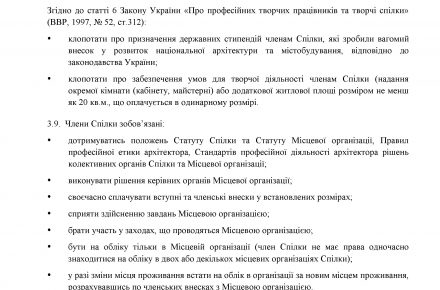 Згідно до статті 6 Закону України «Про професійних творчих працівників та творчі спілки»
(ВВР, 1997, № 52, ст.312):
• клопотати про призначення державних стипендій членам Спілки, які зробили вагомий
внесок у розвиток національної архітектури та містобудування, відповідно до
законодавства України;
• клопотати про забезпечення умов для творчої діяльності членам Спілки (надання
окремої кімнати (кабінету, майстерні) або додаткової житлової площі розміром не менш
як 20 кв.м., що оплачується в одинарному розмірі.
3.9. Члени Спілки зобов’язані:
• дотримуватись положень Статуту Спілки та Статуту Місцевої організації, Правил
професійної етики архітектора, Стандартів професійної діяльності архітектора рішень
колективних органів Спілки та Місцевої організації;
• виконувати рішення керівних органів Місцевої організації;
• своєчасно сплачувати вступні та членські внески у встановлених розмірах;
• сприяти здійсненню завдань Місцевою організацією;
• брати участь у заходах, що проводяться Місцевою організацією;
• бути на обліку тільки в Місцевій організації (член Спілки не має права одночасно
знаходитись на обліку в двох або декількох місцевих організаціях Спілки);
• у разі зміни місця проживання встати на облік в організації за новим місцем проживання,
розрахувавшись по членських внесках з Місцевою організацією.